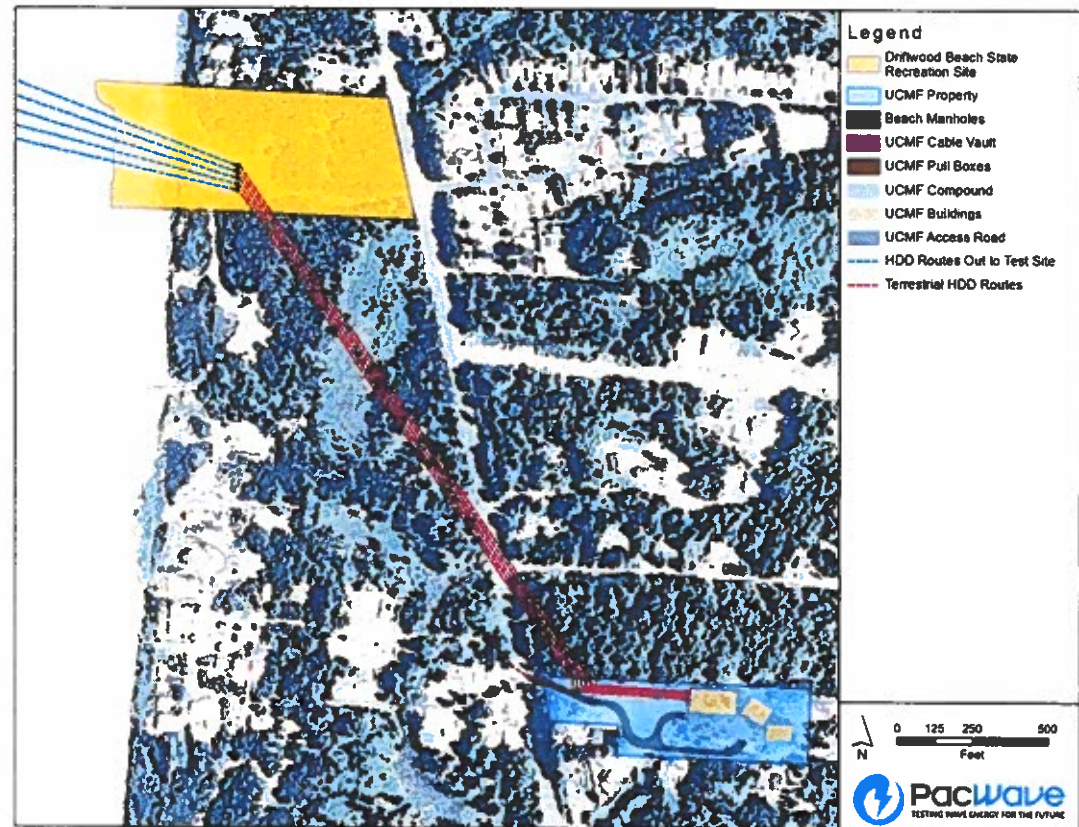 Legend
Driftwood Beach State
Recreation Site
UCMF Property
Beach Manholes
UCMF Cable Vault
UCMF Pull Boxes
UCMF Compound
UCMF Buildings
UCMF Access Road
HDD Routes Out to Test Site
Terrestrial HDD Routes
N
0 125 250 500
Feet
PacWave
TESTING WAVE ENERGY FOR THE FUTURE